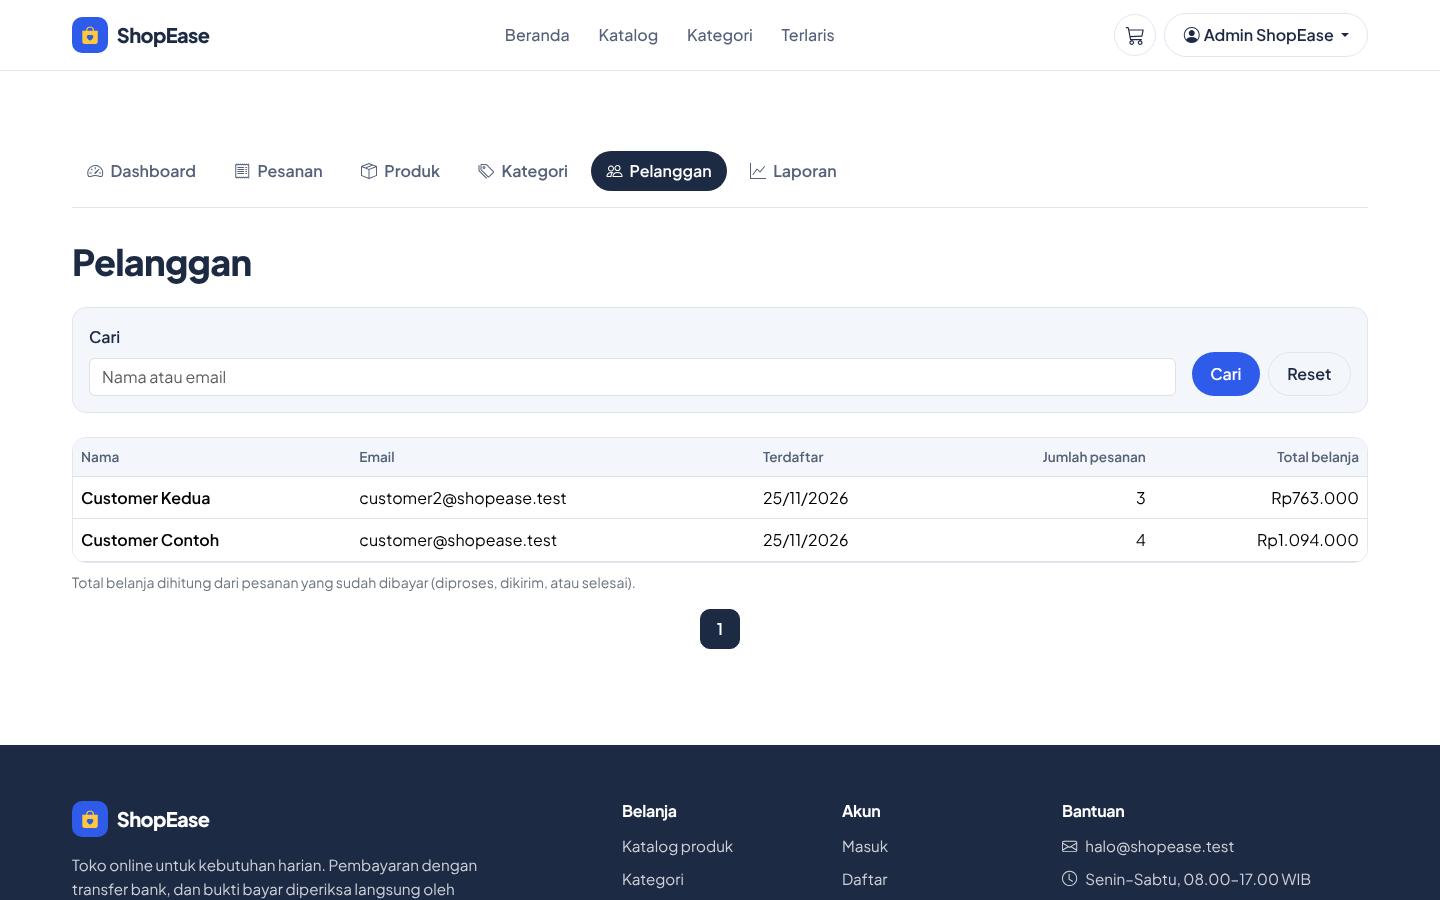 ShopEase
Beranda Katalog Kategori Terlaris
Admin ShopEase
Dashboard Pesanan Produk Kategori Pelanggan Laporan
Pelanggan
Cari
Nama atau email
Cari Reset
Nama Email Terdaftar Jumlah pesanan Total belanja
Customer Kedua customer2@shopease.test 25/11/2026 3 Rp763.000
Customer Contoh customer@shopease.test 25/11/2026 4 Rp1.094.000
Total belanja dihitung dari pesanan yang sudah dibayar (diproses, dikirim, atau selesai).
1
ShopEase
Toko online untuk kebutuhan harian. Pembayaran dengan
transfer bank, dan bukti bayar diperiksa langsung oleh
Belanja
Katalog produk
Kategori
Akun
Masuk
Daftar
Bantuan
halo@shopease.test
Senin–Sabtu, 08.00–17.00 WIB